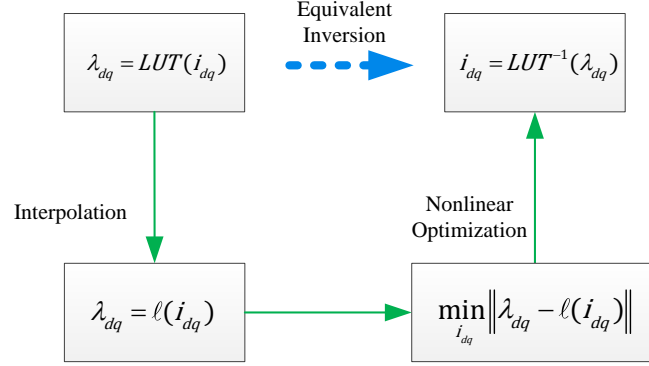 Equivalent
Inversion
λ_dq = LUT(i_dq)
i_dq = LUT⁻¹(λ_dq)
Interpolation
Nonlinear
Optimization
λ_dq = ℓ(i_dq)
min_{i_dq} ‖λ_dq − ℓ(i_dq)‖